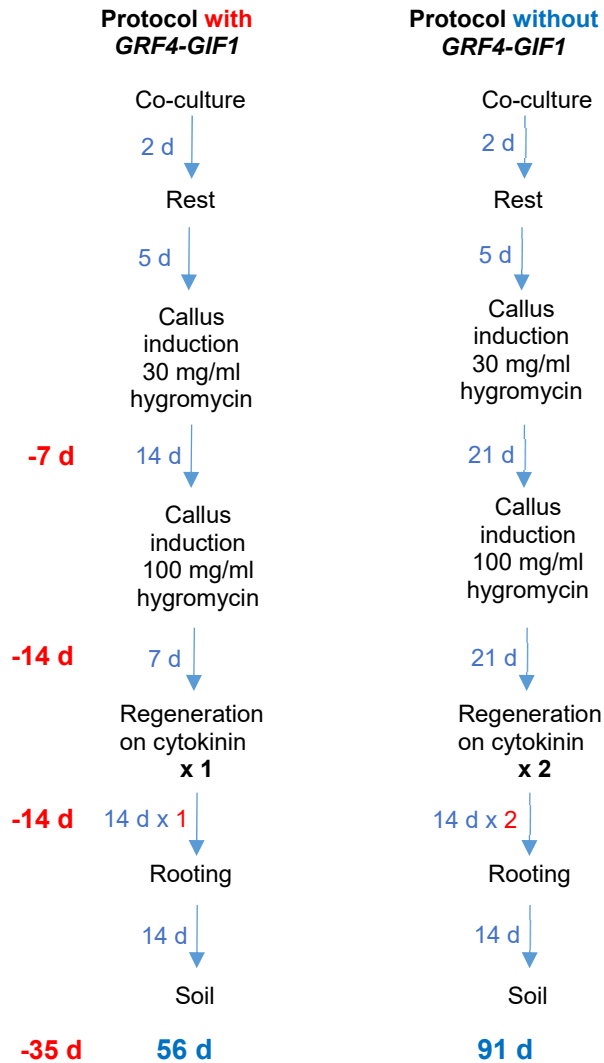 Protocol with
GRF4-GIF1
Protocol without
GRF4-GIF1
Co-culture
Co-culture
2 d
2 d
Rest
Rest
5 d
5 d
Callus
induction
30 mg/ml
hygromycin
Callus
induction
30 mg/ml
hygromycin
-7 d
14 d
21 d
Callus
induction
100 mg/ml
hygromycin
Callus
induction
100 mg/ml
hygromycin
-14 d
7 d
21 d
Regeneration
on cytokinin
x 1
Regeneration
on cytokinin
x 2
-14 d
14 d x 1
14 d x 2
Rooting
Rooting
14 d
14 d
Soil
Soil
-35 d
56 d
91 d